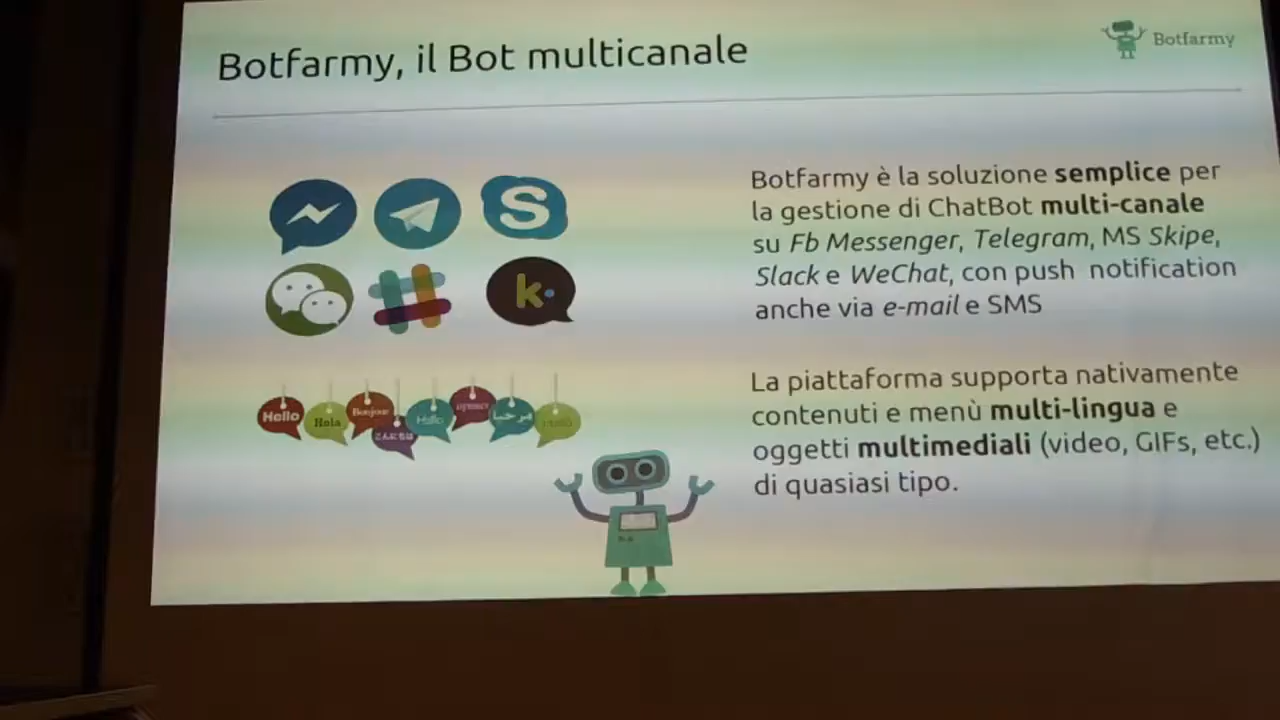 Botfarmy, il Bot multicanale
Botfarmy
Botfarmy è la soluzione semplice per
la gestione di ChatBot multi-canale
su Fb Messenger, Telegram, MS Skipe,
Slack e WeChat, con push notification
anche via e-mail e SMS
S
k.
Hello
Hola
Bonjour
Hallo
مرحبا
La piattaforma supporta nativamente
contenuti e menù multi-lingua e
oggetti multimediali (video, GIFs, etc.)
di quasiasi tipo.